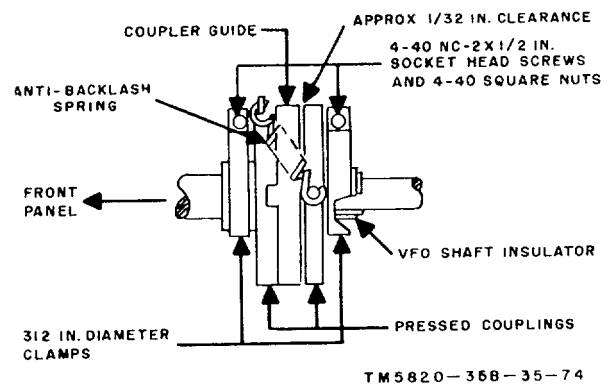 APPROX 1/32 IN. CLEARANCE
COUPLER GUIDE
4-40 NC-2X1/2 IN.
SOCKET HEAD SCREWS
AND 4-40 SQUARE NUTS
ANTI-BACKLASH
SPRING
FRONT
PANEL
VFO SHAFT INSULATOR
312 IN. DIAMETER
CLAMPS
PRESSED COUPLINGS
TM5820-358-35-74